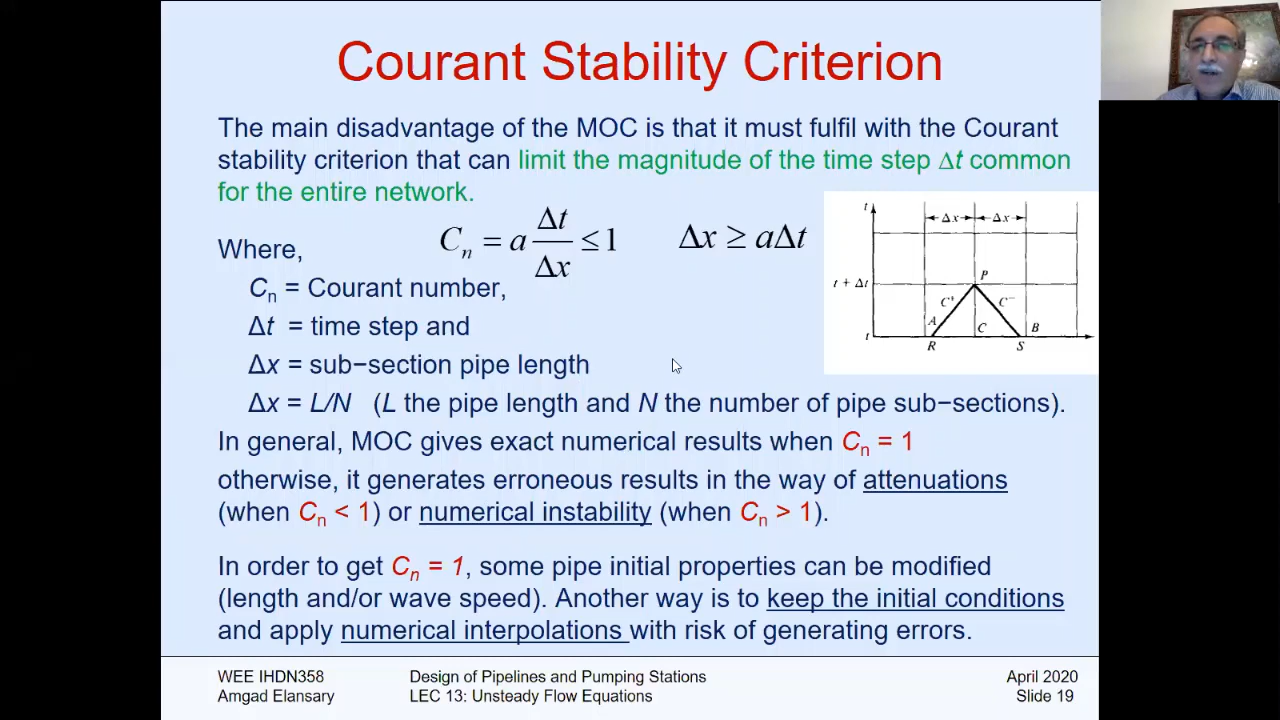 Courant Stability Criterion
The main disadvantage of the MOC is that it must fulfil with the Courant
stability criterion that can limit the magnitude of the time step Δt common
for the entire network.
Where,
Cn = a Δt/Δx ≤ 1
Δx ≥ aΔt
Cn = Courant number,
Δt = time step and
Δx = sub−section pipe length
Δx = L/N (L the pipe length and N the number of pipe sub−sections).
t
Δx
Δx
t + Δt
P
C+
C−
A
C
B
t
R
S
In general, MOC gives exact numerical results when Cn = 1
otherwise, it generates erroneous results in the way of attenuations
(when Cn < 1) or numerical instability (when Cn > 1).
In order to get Cn = 1, some pipe initial properties can be modified
(length and/or wave speed). Another way is to keep the initial conditions
and apply numerical interpolations with risk of generating errors.
WEE IHDN358
Amgad Elansary
Design of Pipelines and Pumping Stations
LEC 13: Unsteady Flow Equations
April 2020
Slide 19